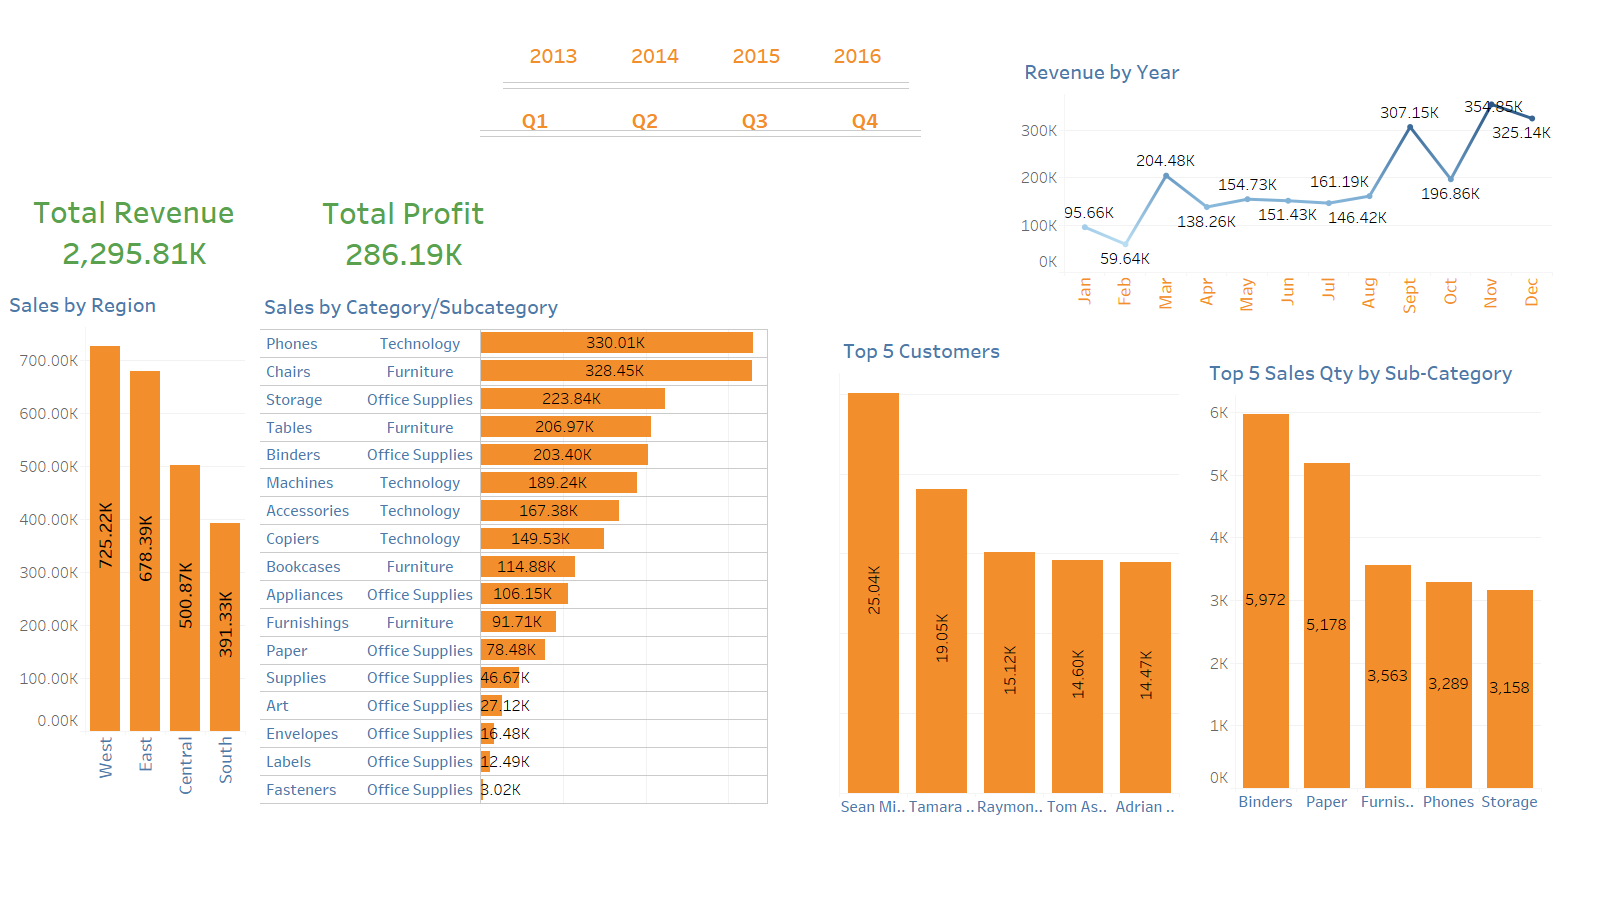 2013 2014 2015 2016
Q1 Q2 Q3 Q4
Total Revenue
2,295.81K
Total Profit
286.19K
Revenue by Year
300K
200K
100K
0K
95.66K
59.64K
204.48K
138.26K
154.73K
151.43K
161.19K
146.42K
307.15K
196.86K
354.85K
325.14K
Jan Feb Mar Apr May Jun Jul Aug Sept Oct Nov Dec
Sales by Region
700.00K
600.00K
500.00K
400.00K
300.00K
200.00K
100.00K
0.00K
725.22K
678.39K
500.87K
391.33K
West East Central South
Sales by Category/Subcategory
Phones Technology 330.01K
Chairs Furniture 328.45K
Storage Office Supplies 223.84K
Tables Furniture 206.97K
Binders Office Supplies 203.40K
Machines Technology 189.24K
Accessories Technology 167.38K
Copiers Technology 149.53K
Bookcases Furniture 114.88K
Appliances Office Supplies 106.15K
Furnishings Furniture 91.71K
Paper Office Supplies 78.48K
Supplies Office Supplies 46.67K
Art Office Supplies 27.12K
Envelopes Office Supplies 16.48K
Labels Office Supplies 12.49K
Fasteners Office Supplies 3.02K
Top 5 Customers
25.04K
19.05K
15.12K
14.60K
14.47K
Sean Mi.. Tamara .. Raymon.. Tom As.. Adrian ..
Top 5 Sales Qty by Sub-Category
6K
5K
4K
3K
2K
1K
0K
5,972
5,178
3,563
3,289
3,158
Binders Paper Furnis.. Phones Storage